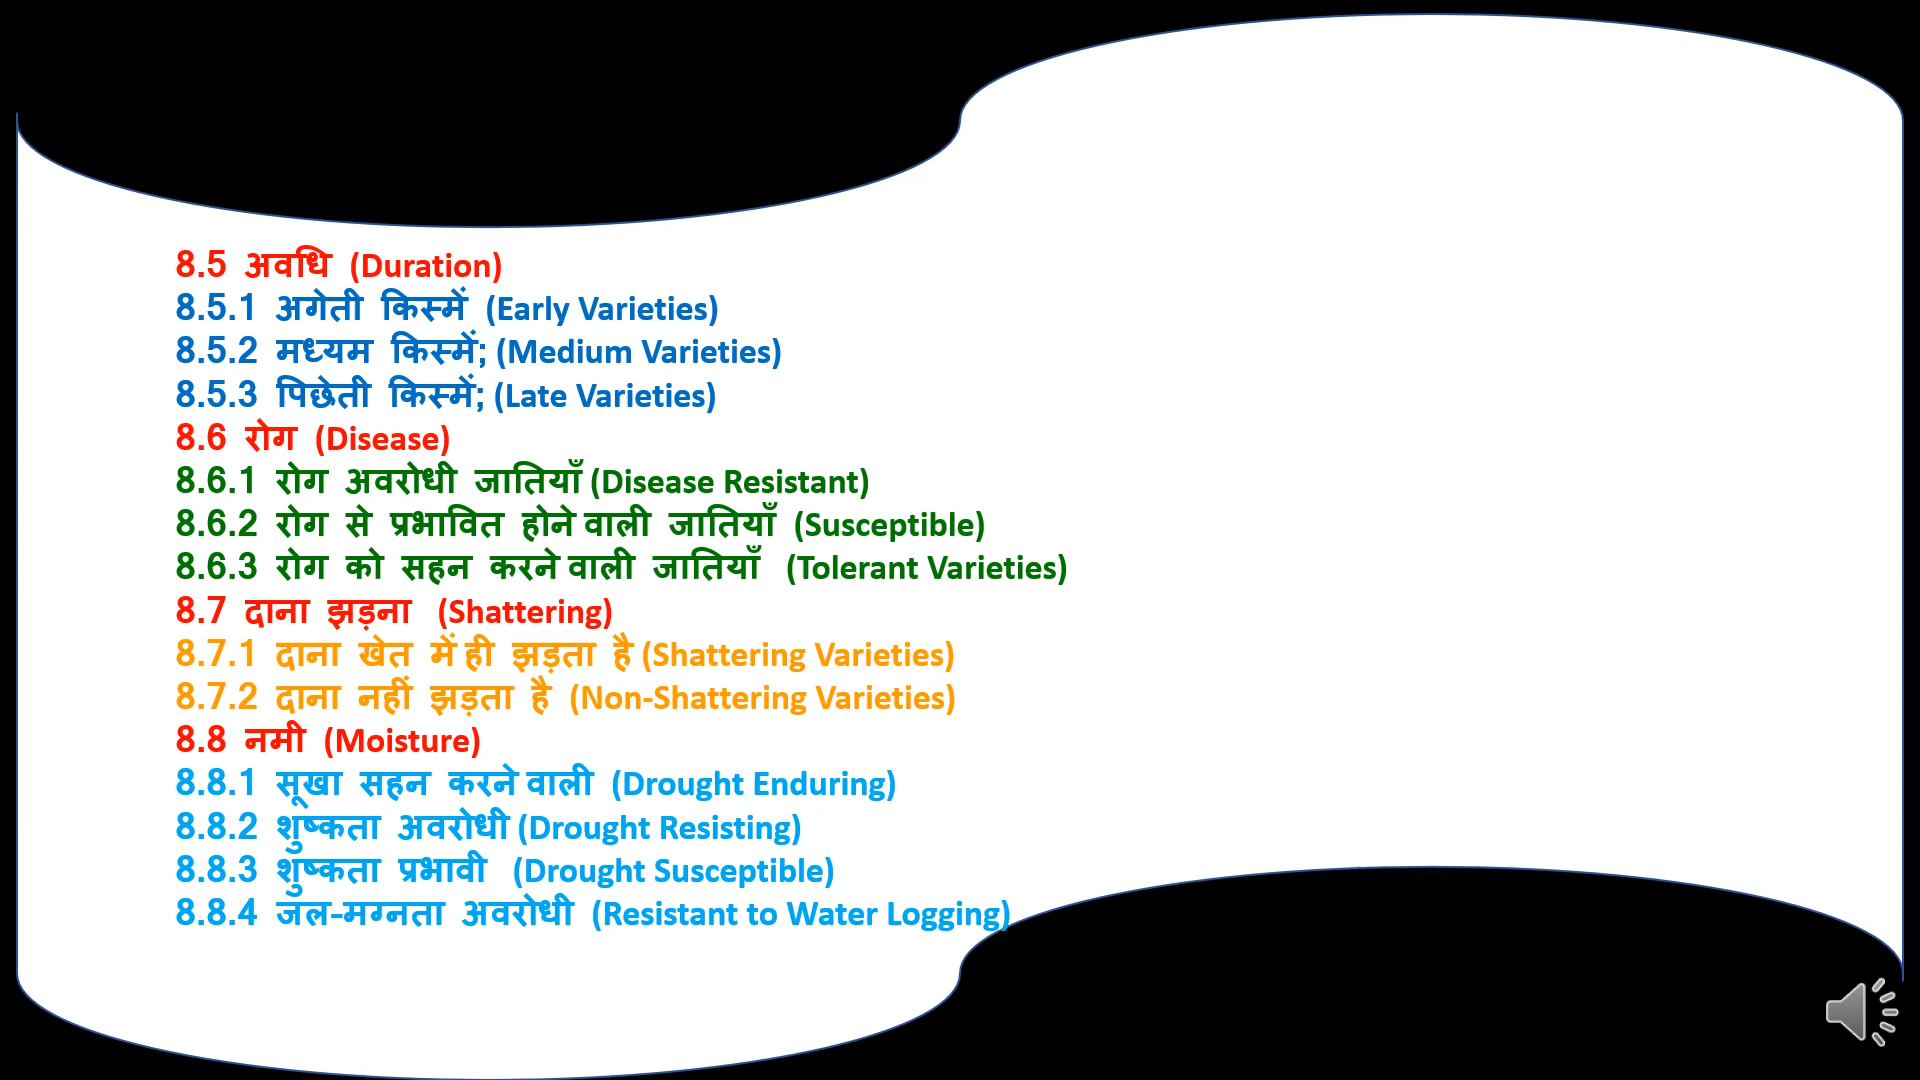 8.5 अवधि (Duration)
8.5.1 अगेती किस्में (Early Varieties)
8.5.2 मध्यम किस्में; (Medium Varieties)
8.5.3 पिछेती किस्में; (Late Varieties)
8.6 रोग (Disease)
8.6.1 रोग अवरोधी जातियाँ (Disease Resistant)
8.6.2 रोग से प्रभावित होने वाली जातियाँ (Susceptible)
8.6.3 रोग को सहन करने वाली जातियाँ (Tolerant Varieties)
8.7 दाना झड़ना (Shattering)
8.7.1 दाना खेत में ही झड़ता है (Shattering Varieties)
8.7.2 दाना नहीं झड़ता है (Non-Shattering Varieties)
8.8 नमी (Moisture)
8.8.1 सूखा सहन करने वाली (Drought Enduring)
8.8.2 शुष्कता अवरोधी (Drought Resisting)
8.8.3 शुष्कता प्रभावी (Drought Susceptible)
8.8.4 जल-मग्नता अवरोधी (Resistant to Water Logging)